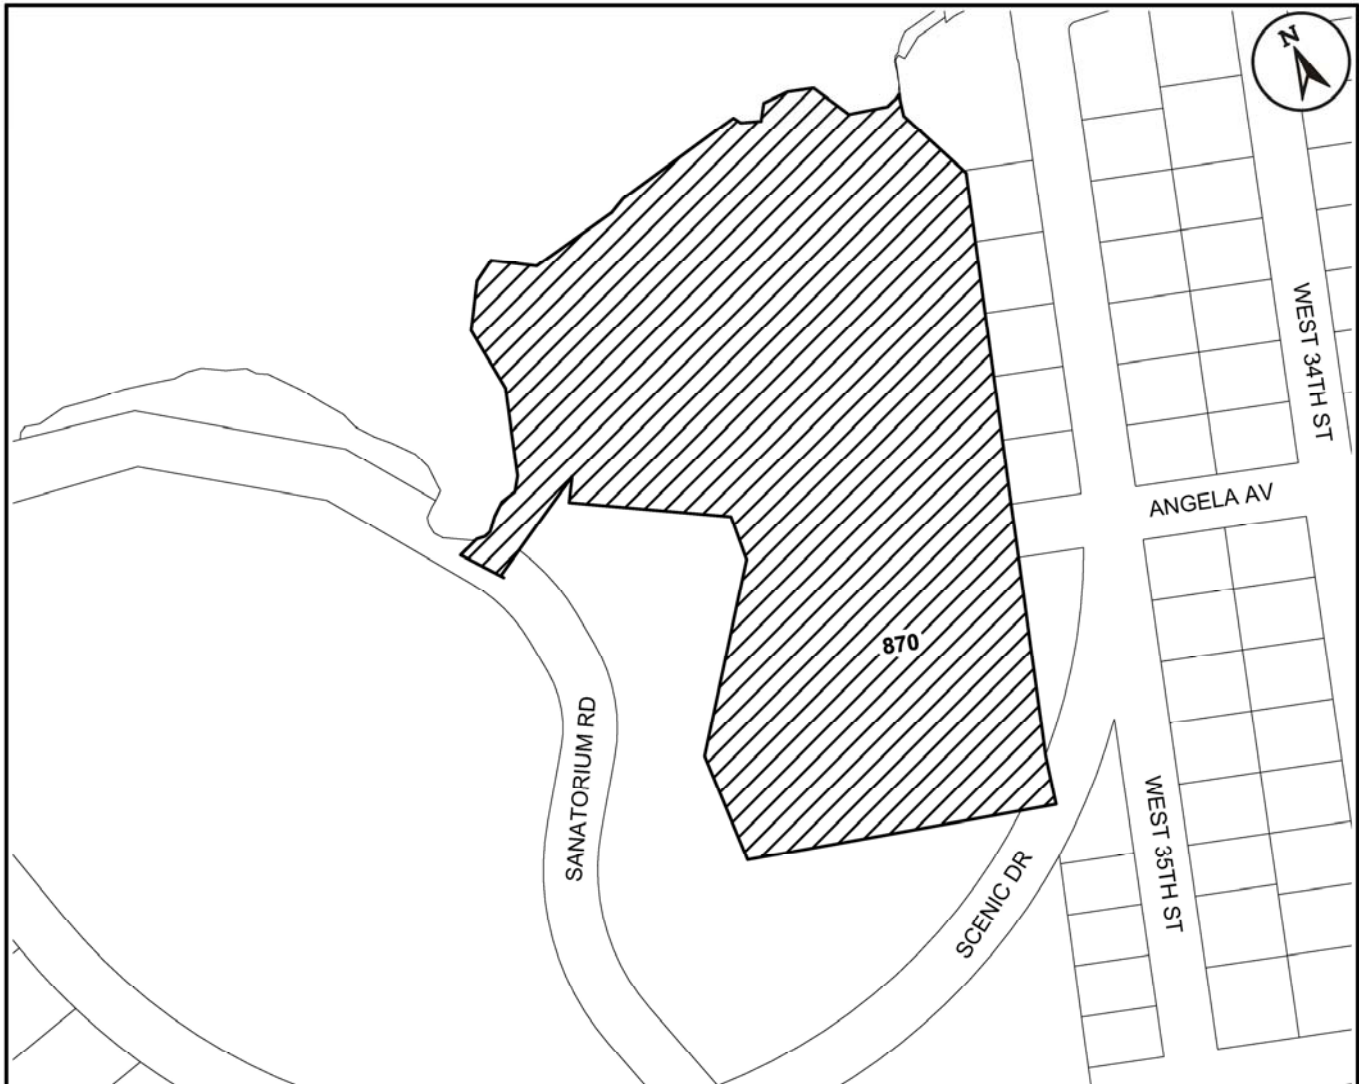 N
WEST 34TH ST
ANGELA AV
870
SANATORIUM RD
WEST 35TH ST
SCENIC DR